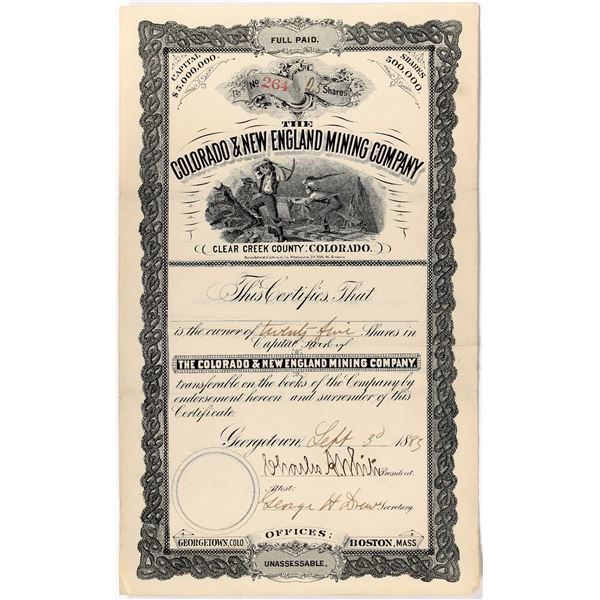 FULL PAID.
CAPITAL $5,000,000.
SHARES 500,000
No 264 25 Shares
THE
COLORADO & NEW ENGLAND MINING COMPANY
CLEAR CREEK COUNTY: COLORADO.
This Certifies That
is the owner of twenty five Shares in
Capital Stock of
THE COLORADO & NEW ENGLAND MINING COMPANY
transferable on the books of the Company by
endorsement hereon and surrender of this
Certificate.
Georgetown, Sept 3d 1883
Charles A White President.
Attest:
George H Drew Secretary.
OFFICES:
GEORGETOWN, COLO.
BOSTON, MASS.
UNASSESSABLE.